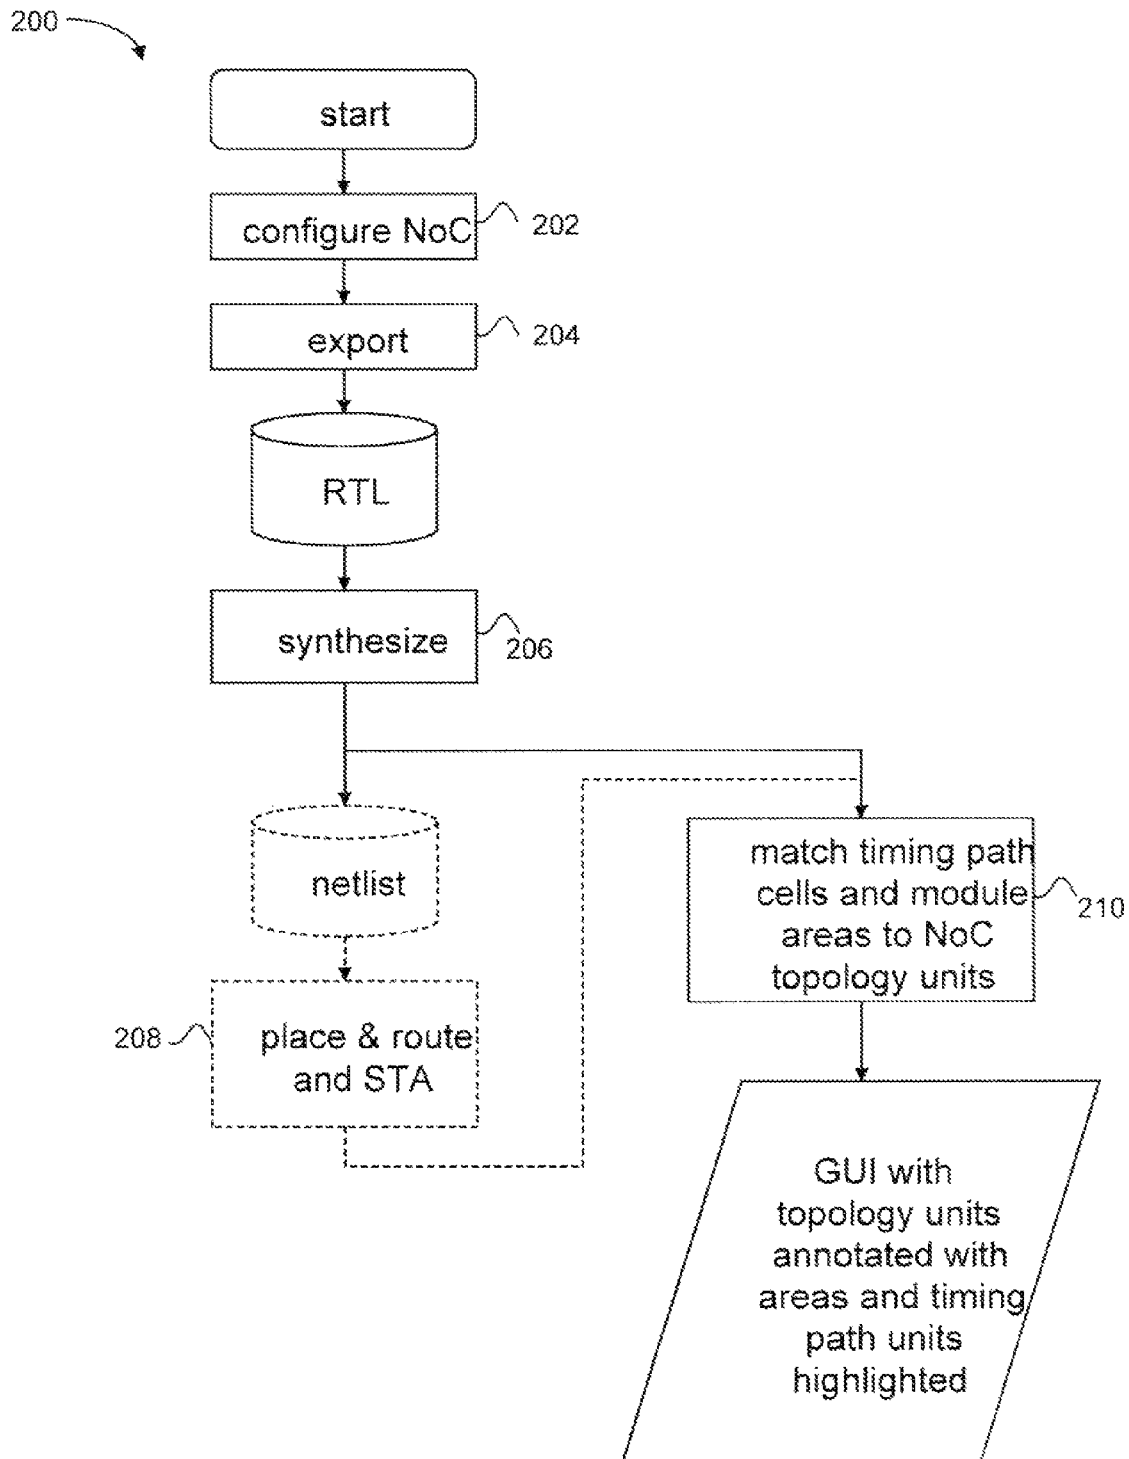 200
start
configure NoC
202
export
204
RTL
synthesize
206
netlist
match timing path
cells and module
areas to NoC
topology units
210
208
place & route
and STA
GUI with
topology units
annotated with
areas and timing
path units
highlighted